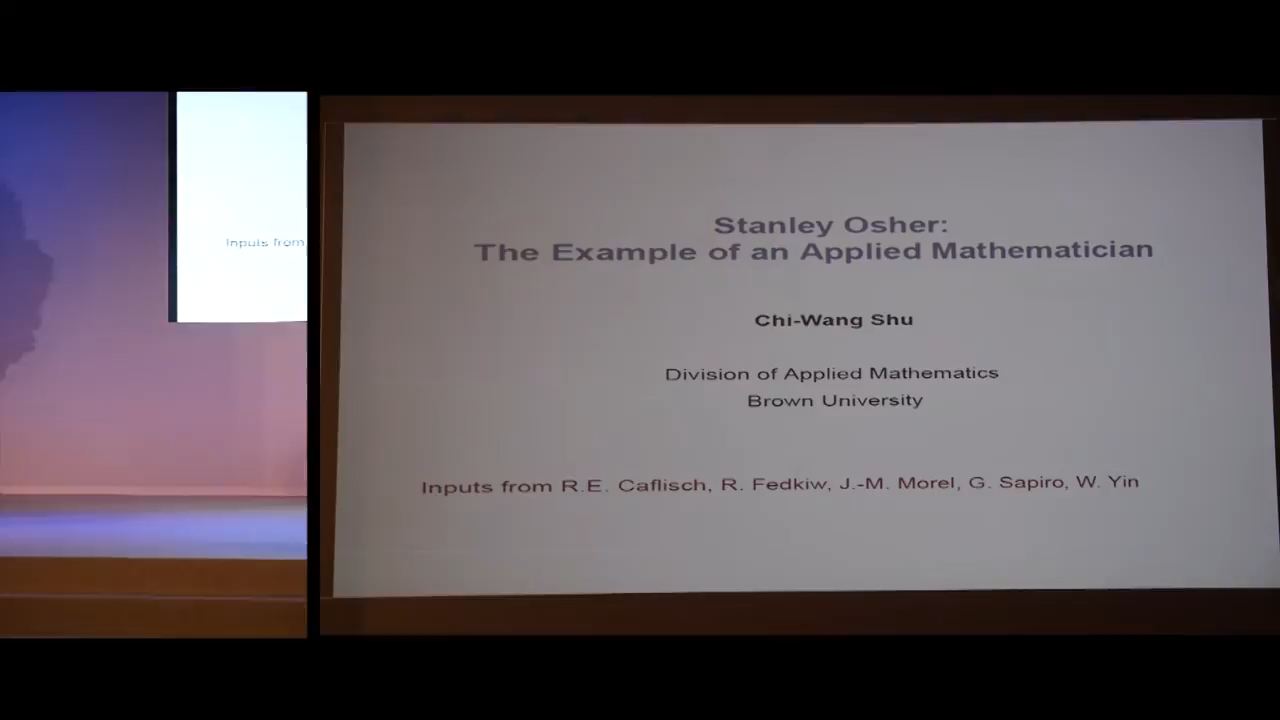 Inputs from
Stanley Osher:
The Example of an Applied Mathematician
Chi-Wang Shu
Division of Applied Mathematics
Brown University
Inputs from R.E. Caflisch, R. Fedkiw, J.-M. Morel, G. Sapiro, W. Yin